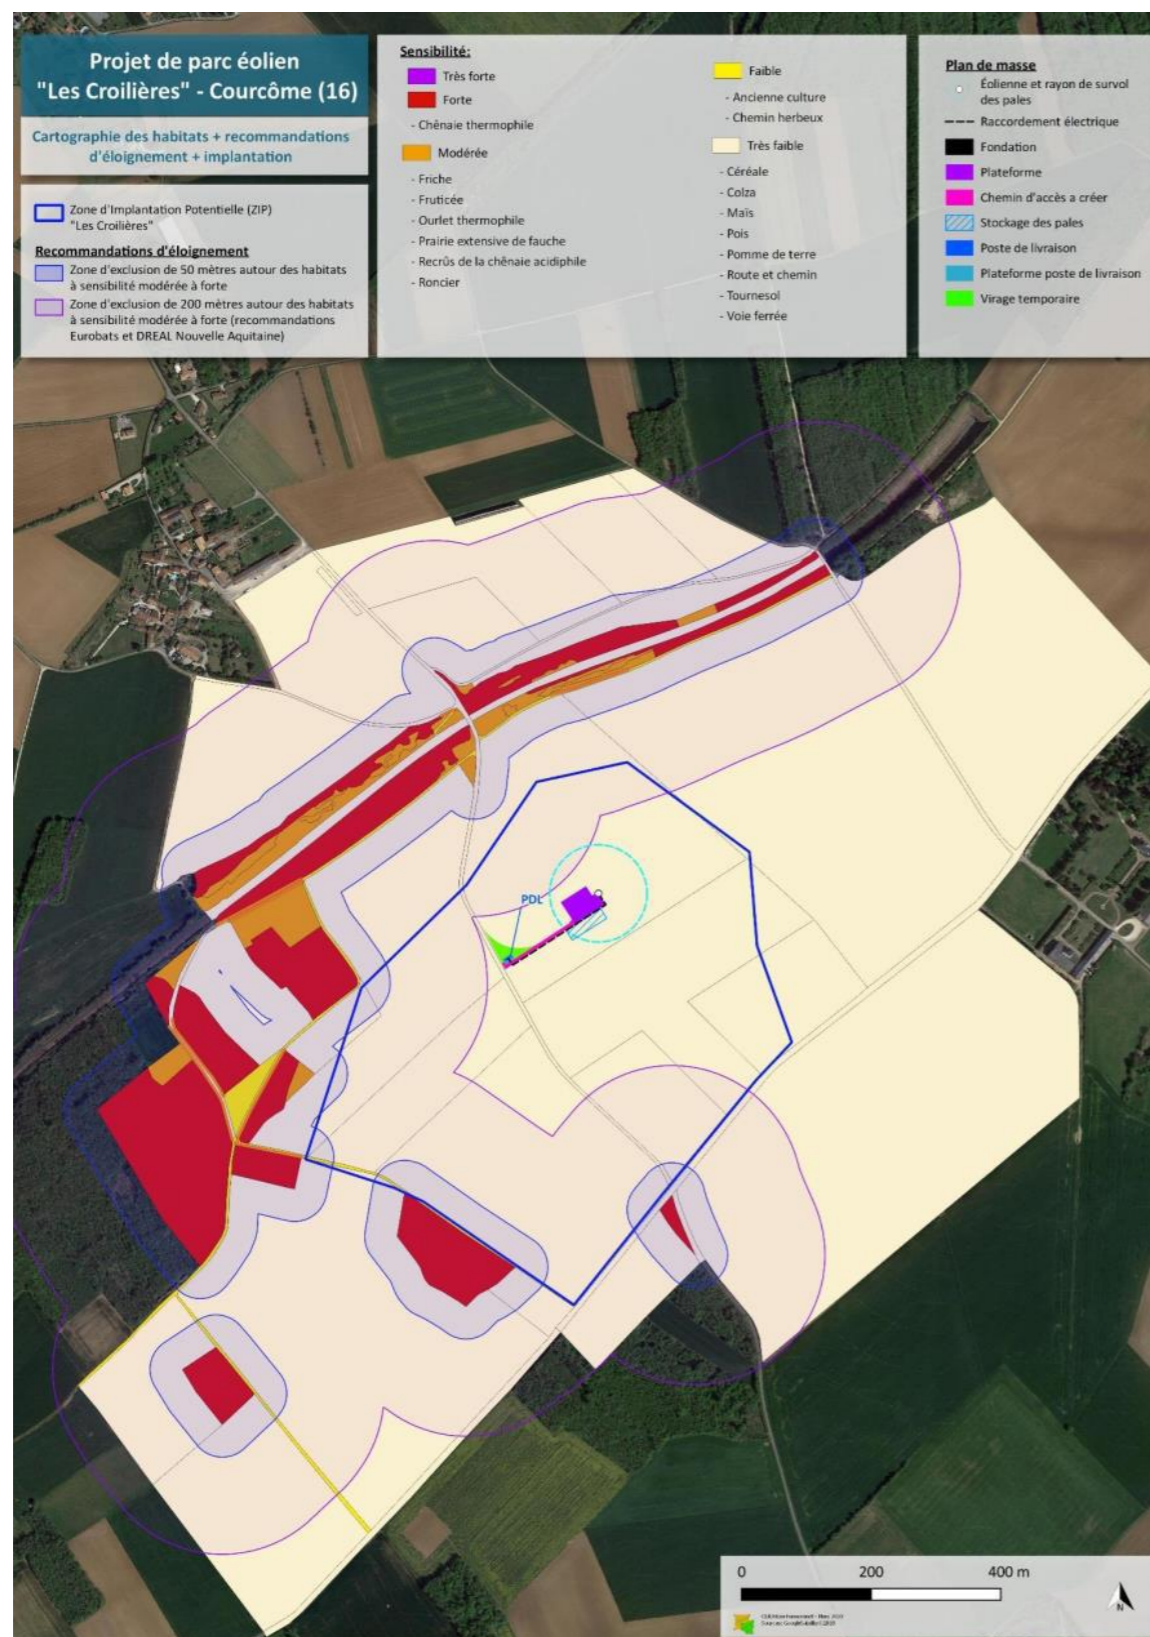 Projet de parc éolien
"Les Croilières" - Courcôme (16)
Cartographie des habitats + recommandations
d'éloignement + implantation
Zone d'Implantation Potentielle (ZIP)
"Les Croilières"
Recommandations d'éloignement
Zone d'exclusion de 50 mètres autour des habitats
à sensibilité modérée à forte
Zone d'exclusion de 200 mètres autour des habitats
à sensibilité modérée à forte (recommandations
Eurobats et DREAL Nouvelle Aquitaine)
Sensibilité:
Très forte
Forte
- Chênaie thermophile
Modérée
- Friche
- Fruticée
- Ourlet thermophile
- Prairie extensive de fauche
- Recrûs de la chênaie acidiphile
- Roncier
Faible
- Ancienne culture
- Chemin herbeux
Très faible
- Céréale
- Colza
- Maïs
- Pois
- Pomme de terre
- Route et chemin
- Tournesol
- Voie ferrée
Plan de masse
Éolienne et rayon de survol
des pales
Raccordement électrique
Fondation
Plateforme
Chemin d'accès a créer
Stockage des pales
Poste de livraison
Plateforme poste de livraison
Virage temporaire
PDL
0 200 400 m
N